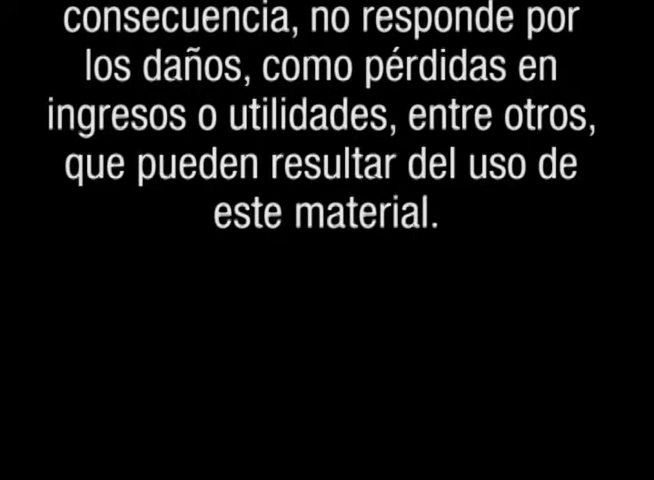 consecuencia, no responde por
los daños, como pérdidas en
ingresos o utilidades, entre otros,
que pueden resultar del uso de
este material.